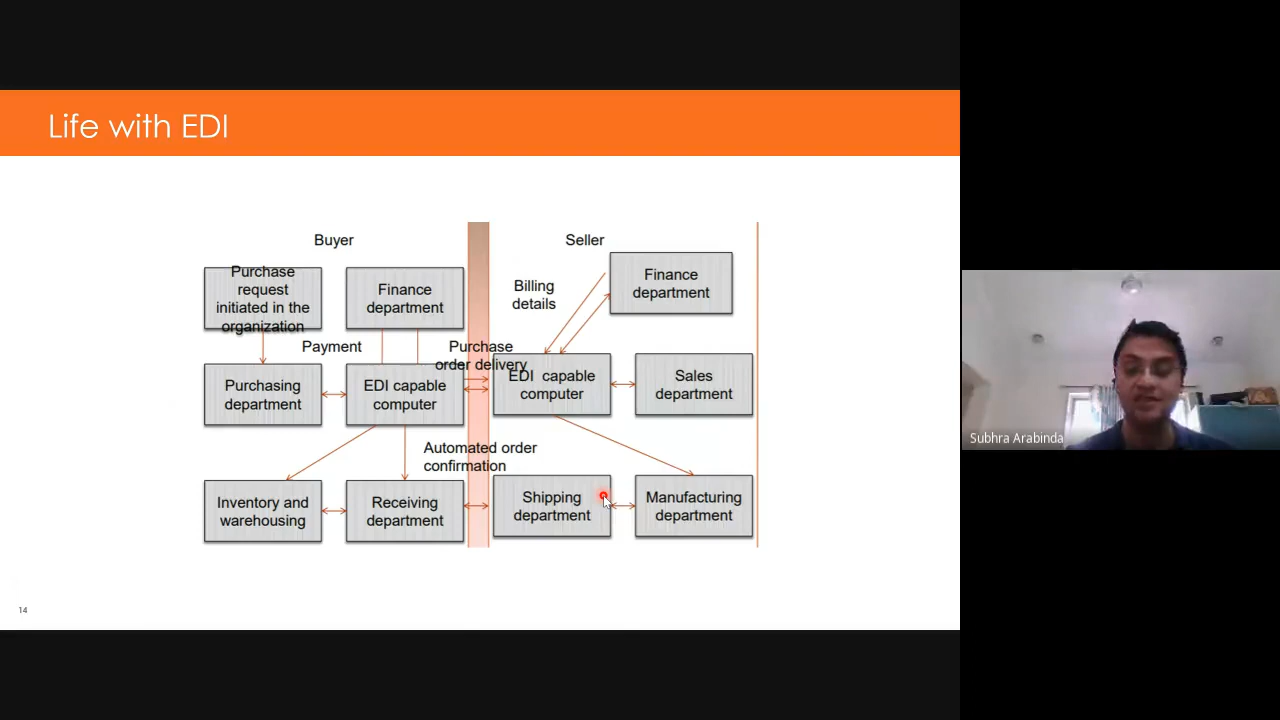 Life with EDI
Buyer
Seller
Purchase
request
initiated in the
organization
Finance
department
Billing
details
Finance
department
Payment
Purchase
order delivery
Purchasing
department
EDI capable
computer
EDI capable
computer
Sales
department
Automated order
confirmation
Inventory and
warehousing
Receiving
department
Shipping
department
Manufacturing
department
14
Subhra Arabinda